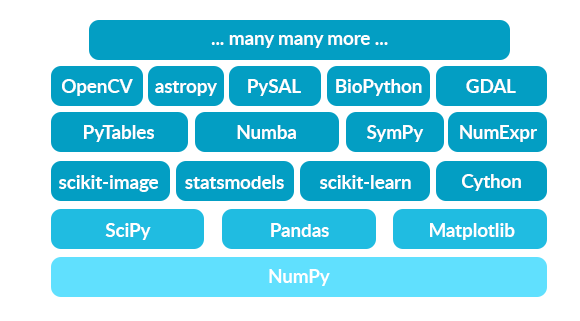 ... many many more ...
OpenCV astropy PySAL BioPython GDAL
PyTables Numba SymPy NumExpr
scikit-image statsmodels scikit-learn Cython
SciPy Pandas Matplotlib
NumPy